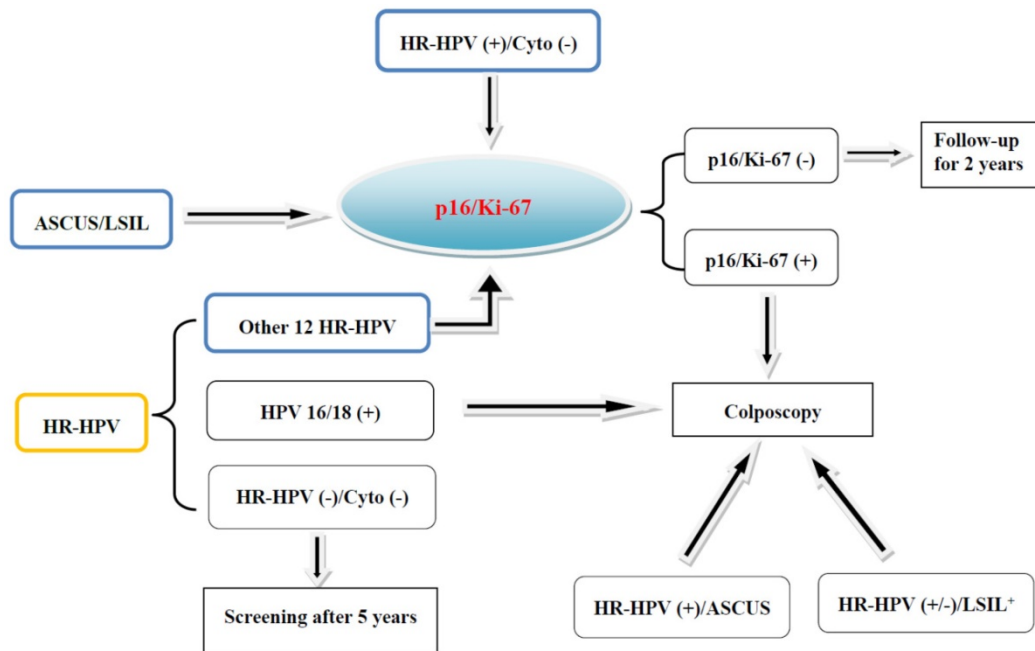 HR-HPV (+)/Cyto (-)
p16/Ki-67 (-)
Follow-up
for 2 years
ASCUS/LSIL
p16/Ki-67
p16/Ki-67 (+)
Other 12 HR-HPV
HR-HPV
HPV 16/18 (+)
Colposcopy
HR-HPV (-)/Cyto (-)
Screening after 5 years
HR-HPV (+)/ASCUS
HR-HPV (+/-)/LSIL⁺